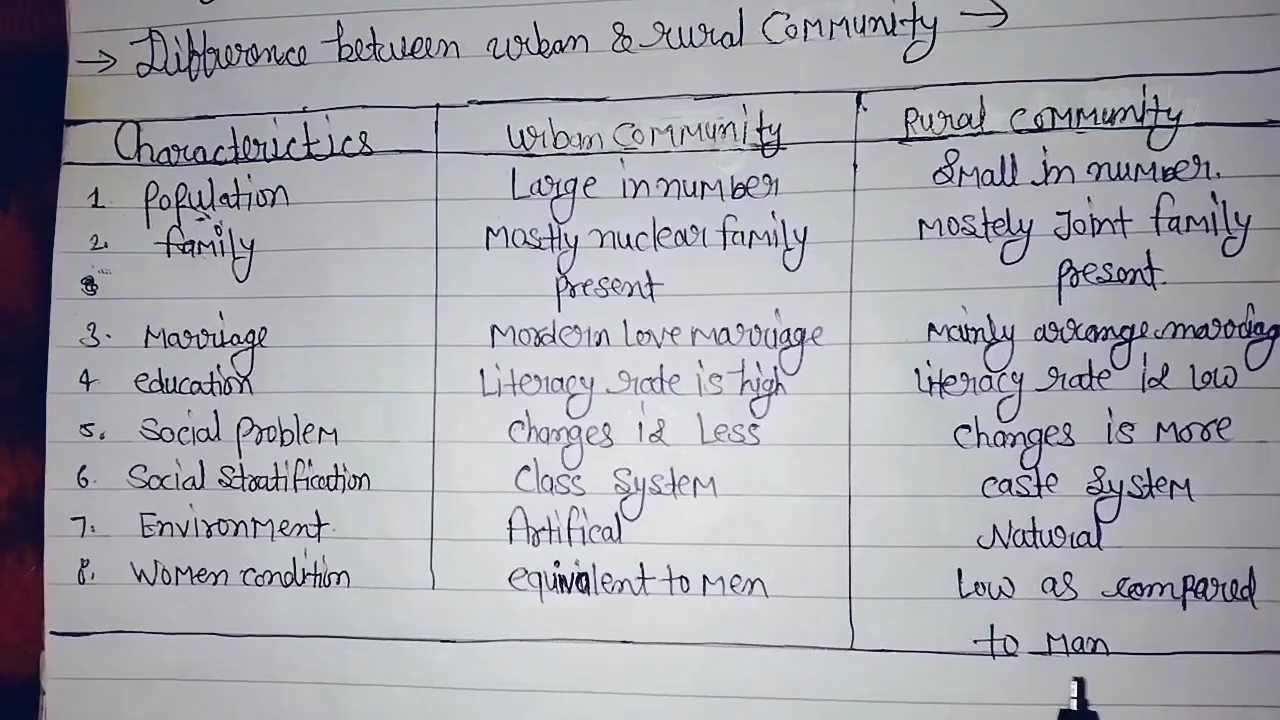 → Difference between urban & rural Community →
Characterictics Urban Community Rural Community
1. Population Large in number Small in number.
2. family Mostly nuclear family Mostely Joint family
present present.
3. Marriage Mordern love marriage Mainly arrange marriag
4. education Literacy rate is high Literacy rate is low
5. Social Problem Changes is Less Changes is More
6. Social Stratification Class System caste System
7. Environment. Artifical Natural
8. Women condition equivalent to Men Low as compared
to Man